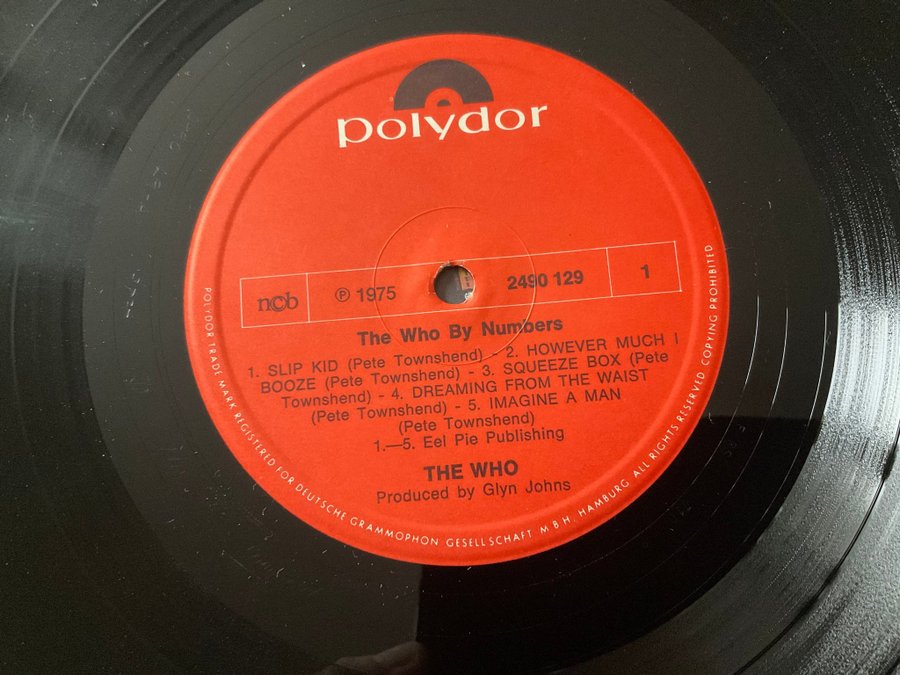 polydor
ncb
Ⓟ 1975
2490 129
1
The Who By Numbers
1. SLIP KID (Pete Townshend) - 2. HOWEVER MUCH I
BOOZE (Pete Townshend) - 3. SQUEEZE BOX (Pete
Townshend) - 4. DREAMING FROM THE WAIST
(Pete Townshend) - 5. IMAGINE A MAN
(Pete Townshend)
1.—5. Eel Pie Publishing
THE WHO
Produced by Glyn Johns
POLYDOR TRADE MARK REGISTERED FOR DEUTSCHE GRAMMOPHON GESELLSCHAFT M B H. HAMBURG ALL RIGHTS RESERVED COPYING PROHIBITED